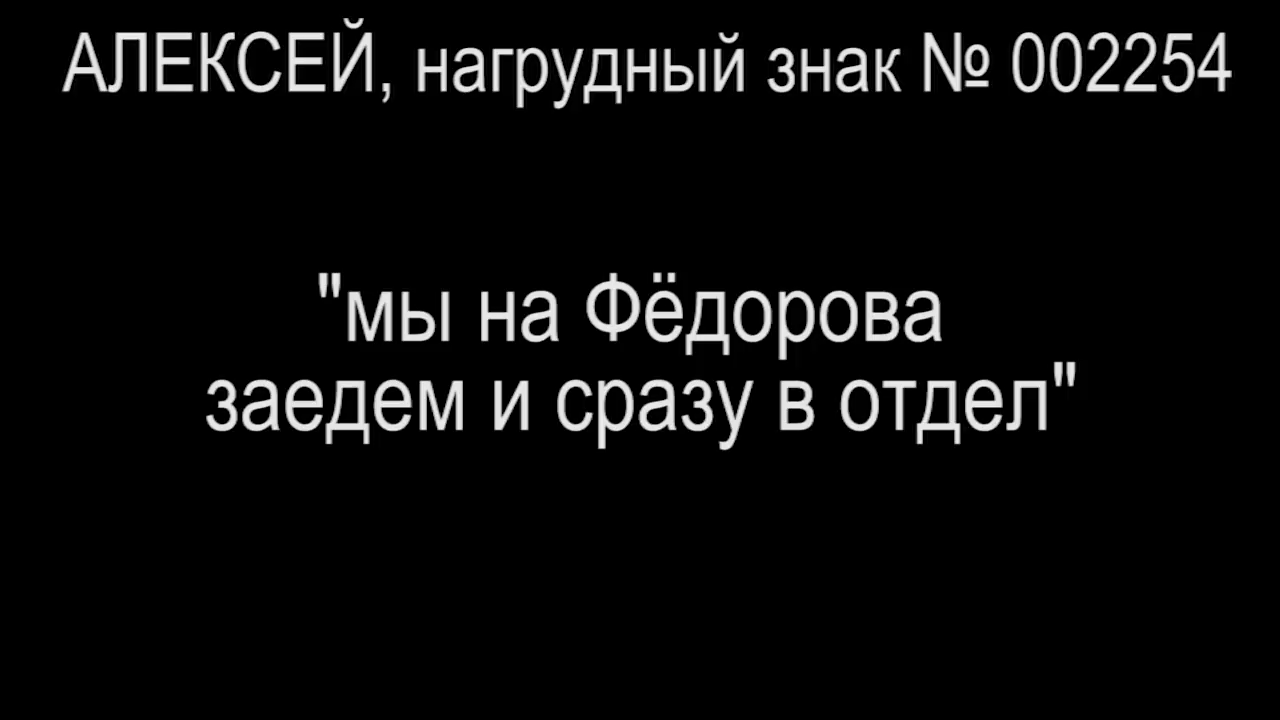 АЛЕКСЕЙ, нагрудный знак № 002254
"мы на Фёдорова
заедем и сразу в отдел"